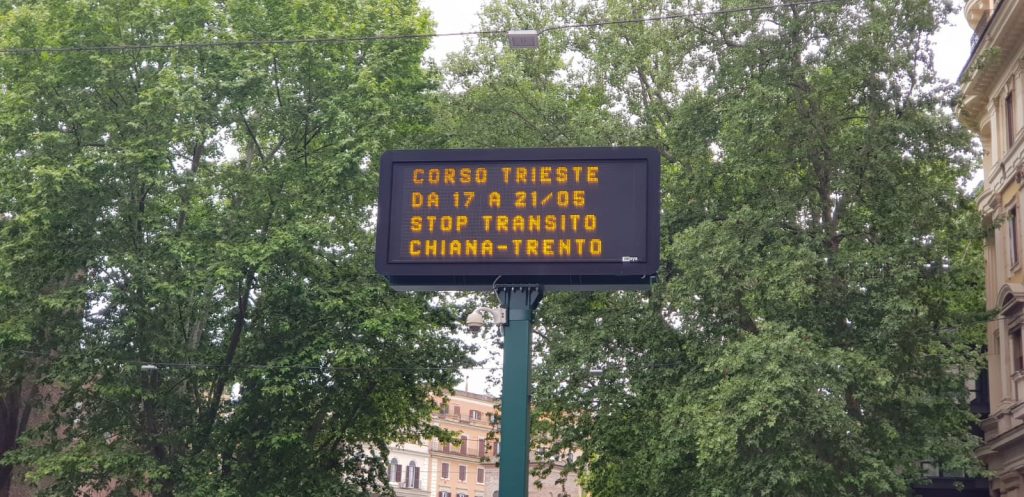 CORSO TRIESTE
DA 17 A 21/05
STOP TRANSITO
CHIANA-TRENTO